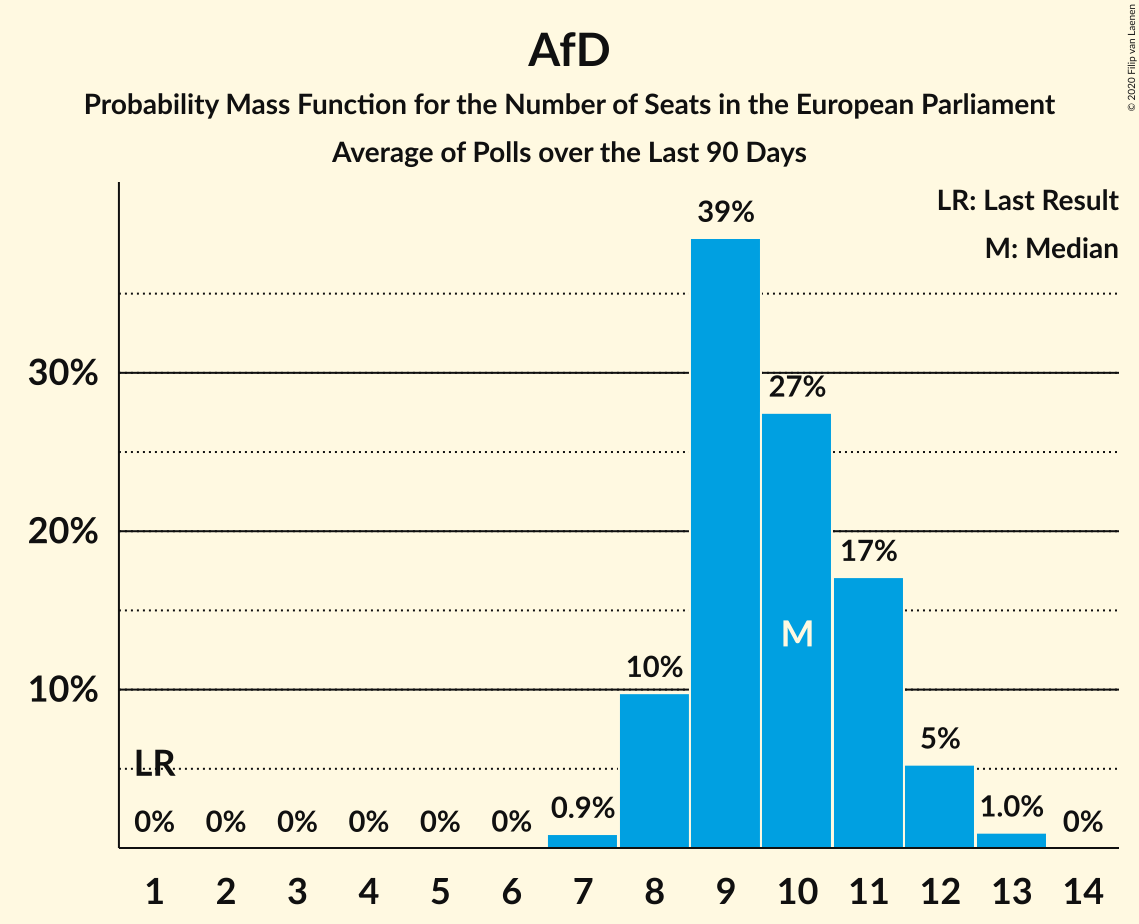 AfD
Probability Mass Function for the Number of Seats in the European Parliament
Average of Polls over the Last 90 Days
© 2020 Filip van Laenen
LR: Last Result
M: Median
39%
30%
27%
20%
17%
M
10%
10%
5%
LR
0% 0% 0% 0% 0% 0% 0.9% 1.0% 0%
1 2 3 4 5 6 7 8 9 10 11 12 13 14